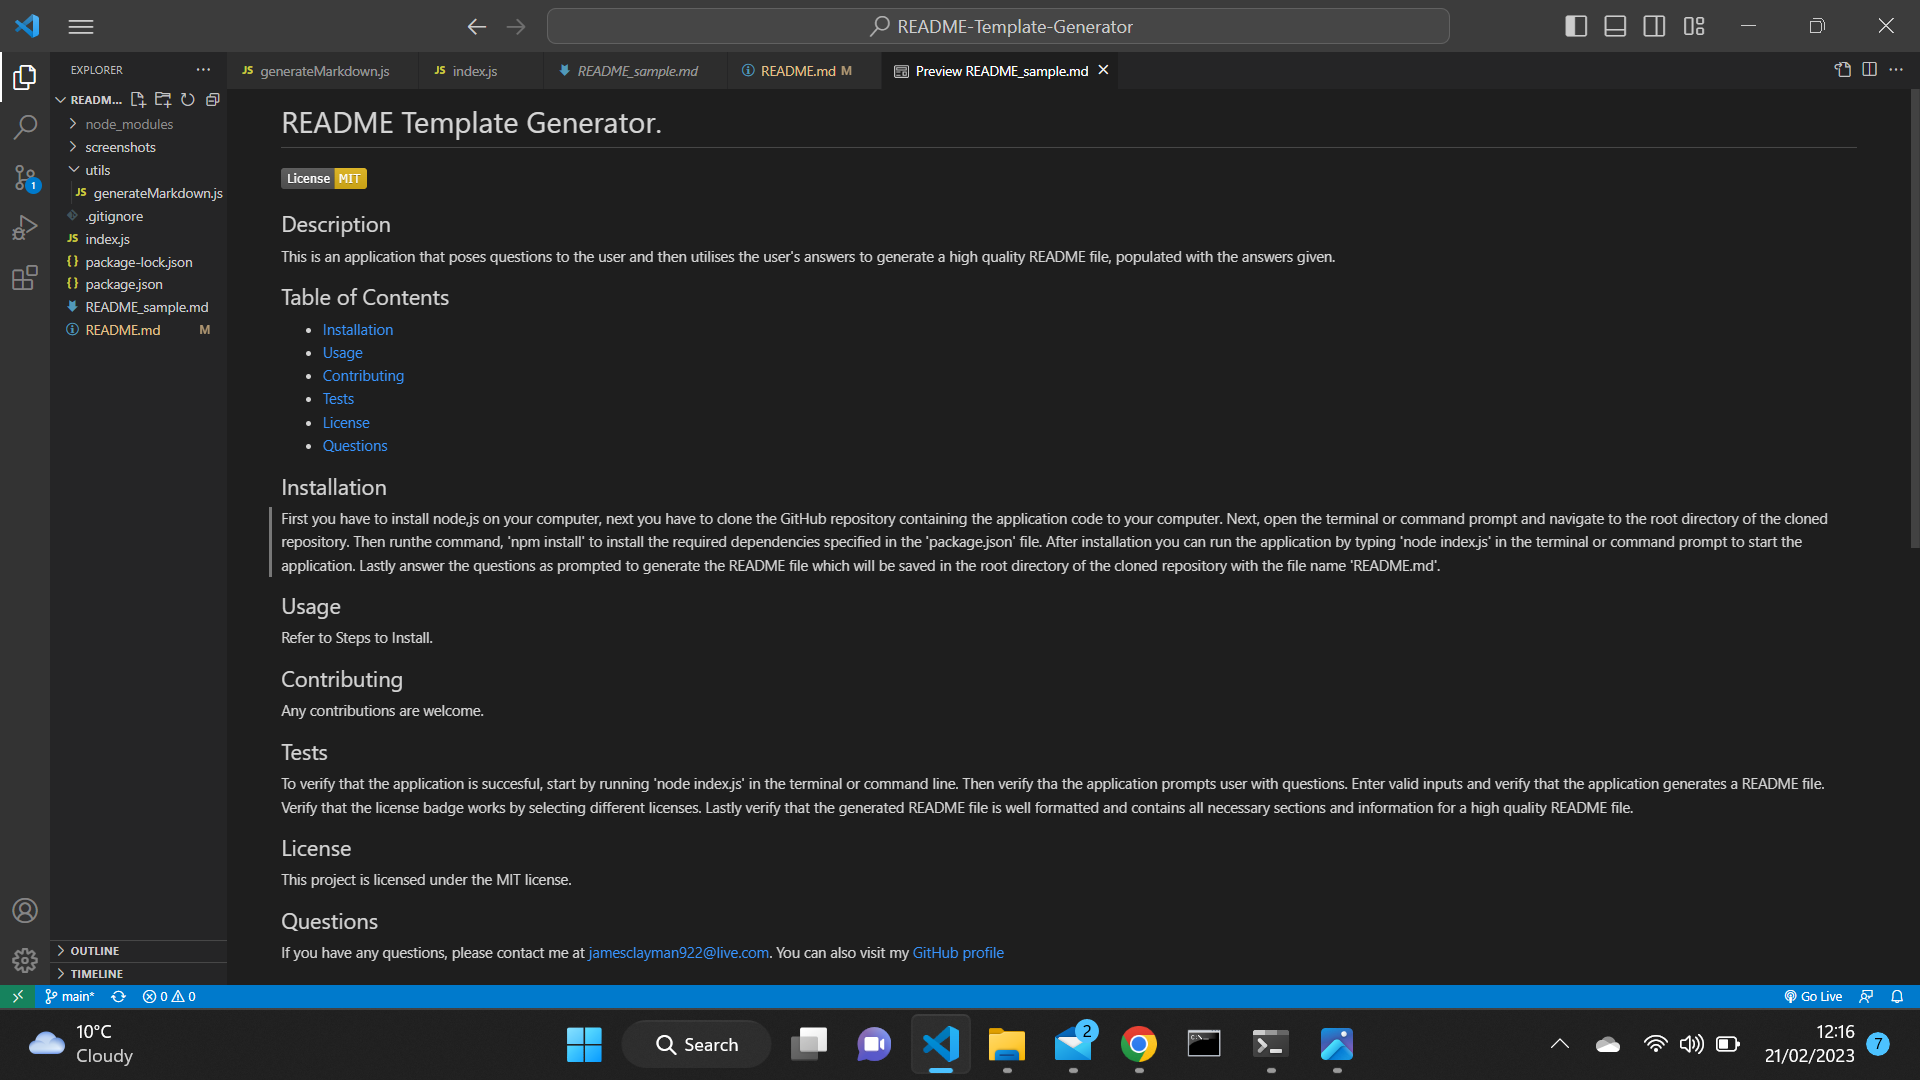 README-Template-Generator
EXPLORER
generateMarkdown.js
index.js
README_sample.md
README.md M
Preview README_sample.md
READM...
node_modules
screenshots
utils
JS generateMarkdown.js
.gitignore
JS index.js
{} package-lock.json
{} package.json
README_sample.md
README.md M
OUTLINE
TIMELINE
README Template Generator.
License MIT
Description
This is an application that poses questions to the user and then utilises the user's answers to generate a high quality README file, populated with the answers given.
Table of Contents
• Installation
• Usage
• Contributing
• Tests
• License
• Questions
Installation
First you have to install node,js on your computer, next you have to clone the GitHub repository containing the application code to your computer. Next, open the terminal or command prompt and navigate to the root directory of the cloned
repository. Then runthe command, 'npm install' to install the required dependencies specified in the 'package.json' file. After installation you can run the application by typing 'node index.js' in the terminal or command prompt to start the
application. Lastly answer the questions as prompted to generate the README file which will be saved in the root directory of the cloned repository with the file name 'README.md'.
Usage
Refer to Steps to Install.
Contributing
Any contributions are welcome.
Tests
To verify that the application is succesful, start by running 'node index.js' in the terminal or command line. Then verify tha the application prompts user with questions. Enter valid inputs and verify that the application generates a README file.
Verify that the license badge works by selecting different licenses. Lastly verify that the generated README file is well formatted and contains all necessary sections and information for a high quality README file.
License
This project is licensed under the MIT license.
Questions
If you have any questions, please contact me at jamesclayman922@live.com. You can also visit my GitHub profile
1
main*
0 0
Go Live
10°C
Cloudy
Search
2
12:16
21/02/2023
7